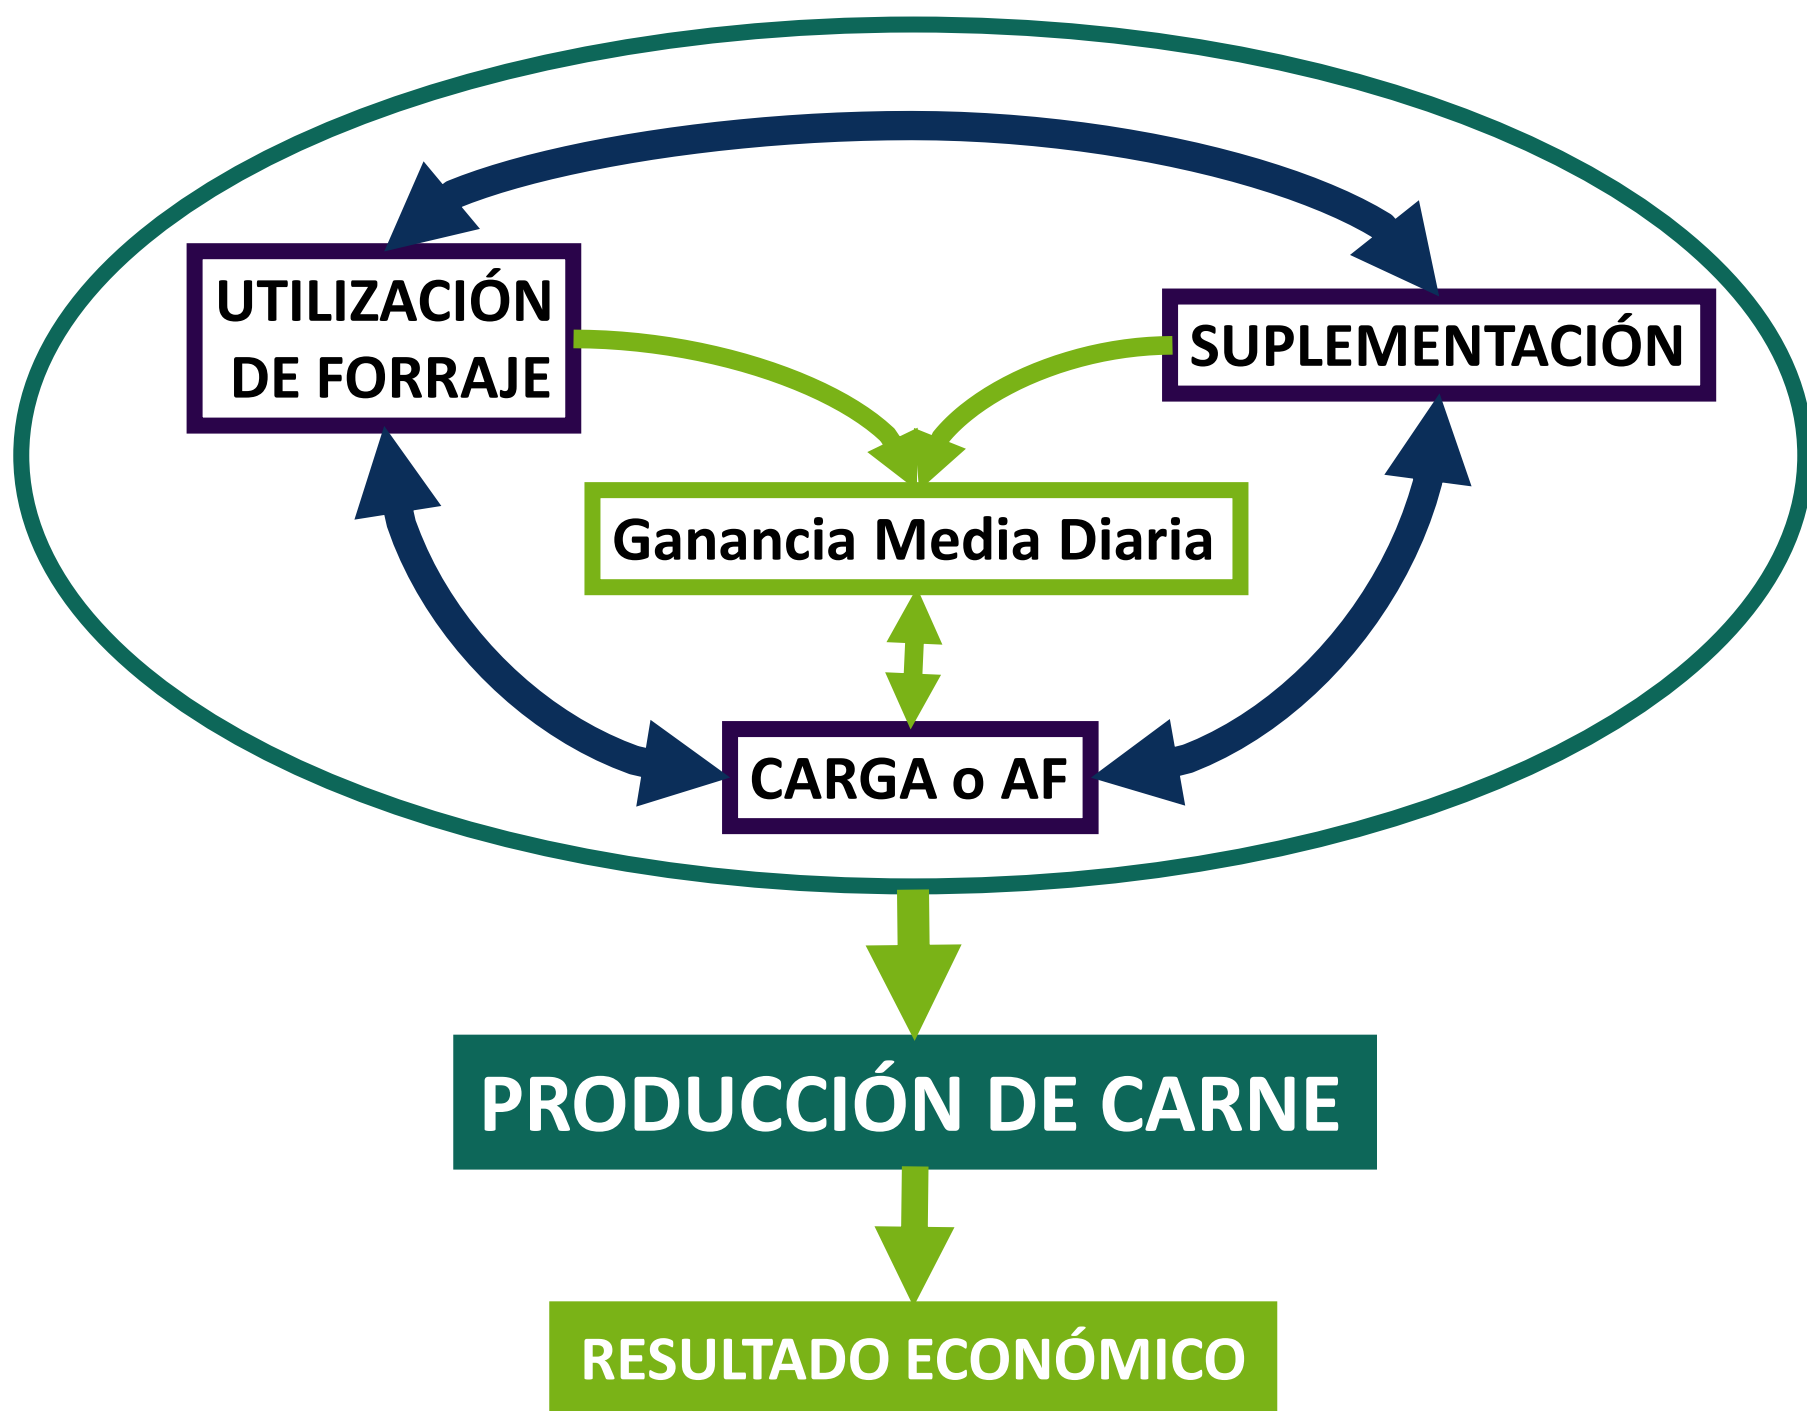 UTILIZACIÓN
DE FORRAJE
SUPLEMENTACIÓN
Ganancia Media Diaria
CARGA o AF
PRODUCCIÓN DE CARNE
RESULTADO ECONÓMICO